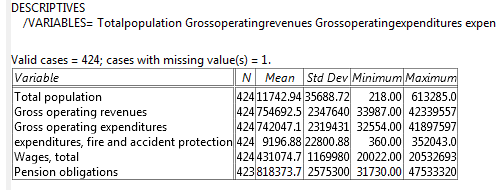 DESCRIPTIVES
/VARIABLES= Totalpopulation Grossoperatingrevenues Grossoperatingexpenditures expen
Valid cases = 424; cases with missing value(s) = 1.
Variable N Mean Std Dev Minimum Maximum
Total population 424 11742.94 35688.72 218.00 613285.0
Gross operating revenues 424 754692.5 2347640 33987.00 42339557
Gross operating expenditures 424 742047.1 2319431 32554.00 41897597
expenditures, fire and accident protection 424 9196.88 22800.88 360.00 352043.0
Wages, total 424 431074.7 1169980 20022.00 20532693
Pension obligations 423 818373.7 2575300 31730.00 47533320